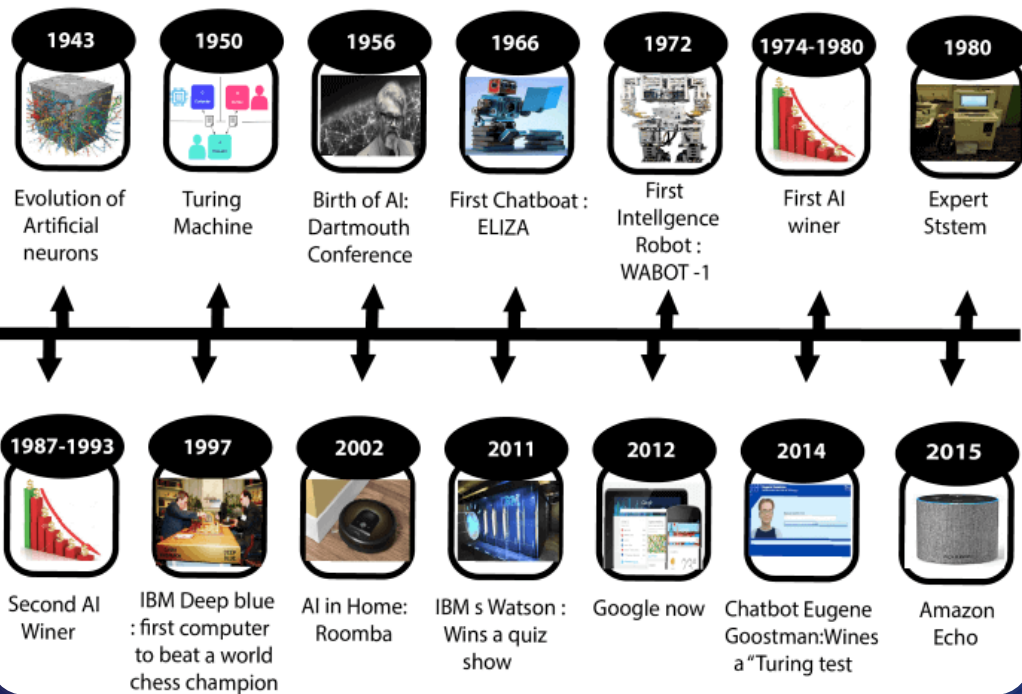 1943
1950
1956
1966
1972
1974-1980
1980
Evolution of
Artificial
neurons
Turing
Machine
Birth of AI:
Dartmouth
Conference
First Chatboat :
ELIZA
First
Intellgence
Robot :
WABOT -1
First AI
winer
Expert
Ststem
1987-1993
1997
2002
2011
2012
2014
2015
IBM
Second AI
Winer
IBM Deep blue
: first computer
to beat a world
chess champion
AI in Home:
Roomba
IBM s Watson :
Wins a quiz
show
Google now
Chatbot Eugene
Goostman:Wines
a “Turing test
Amazon
Echo